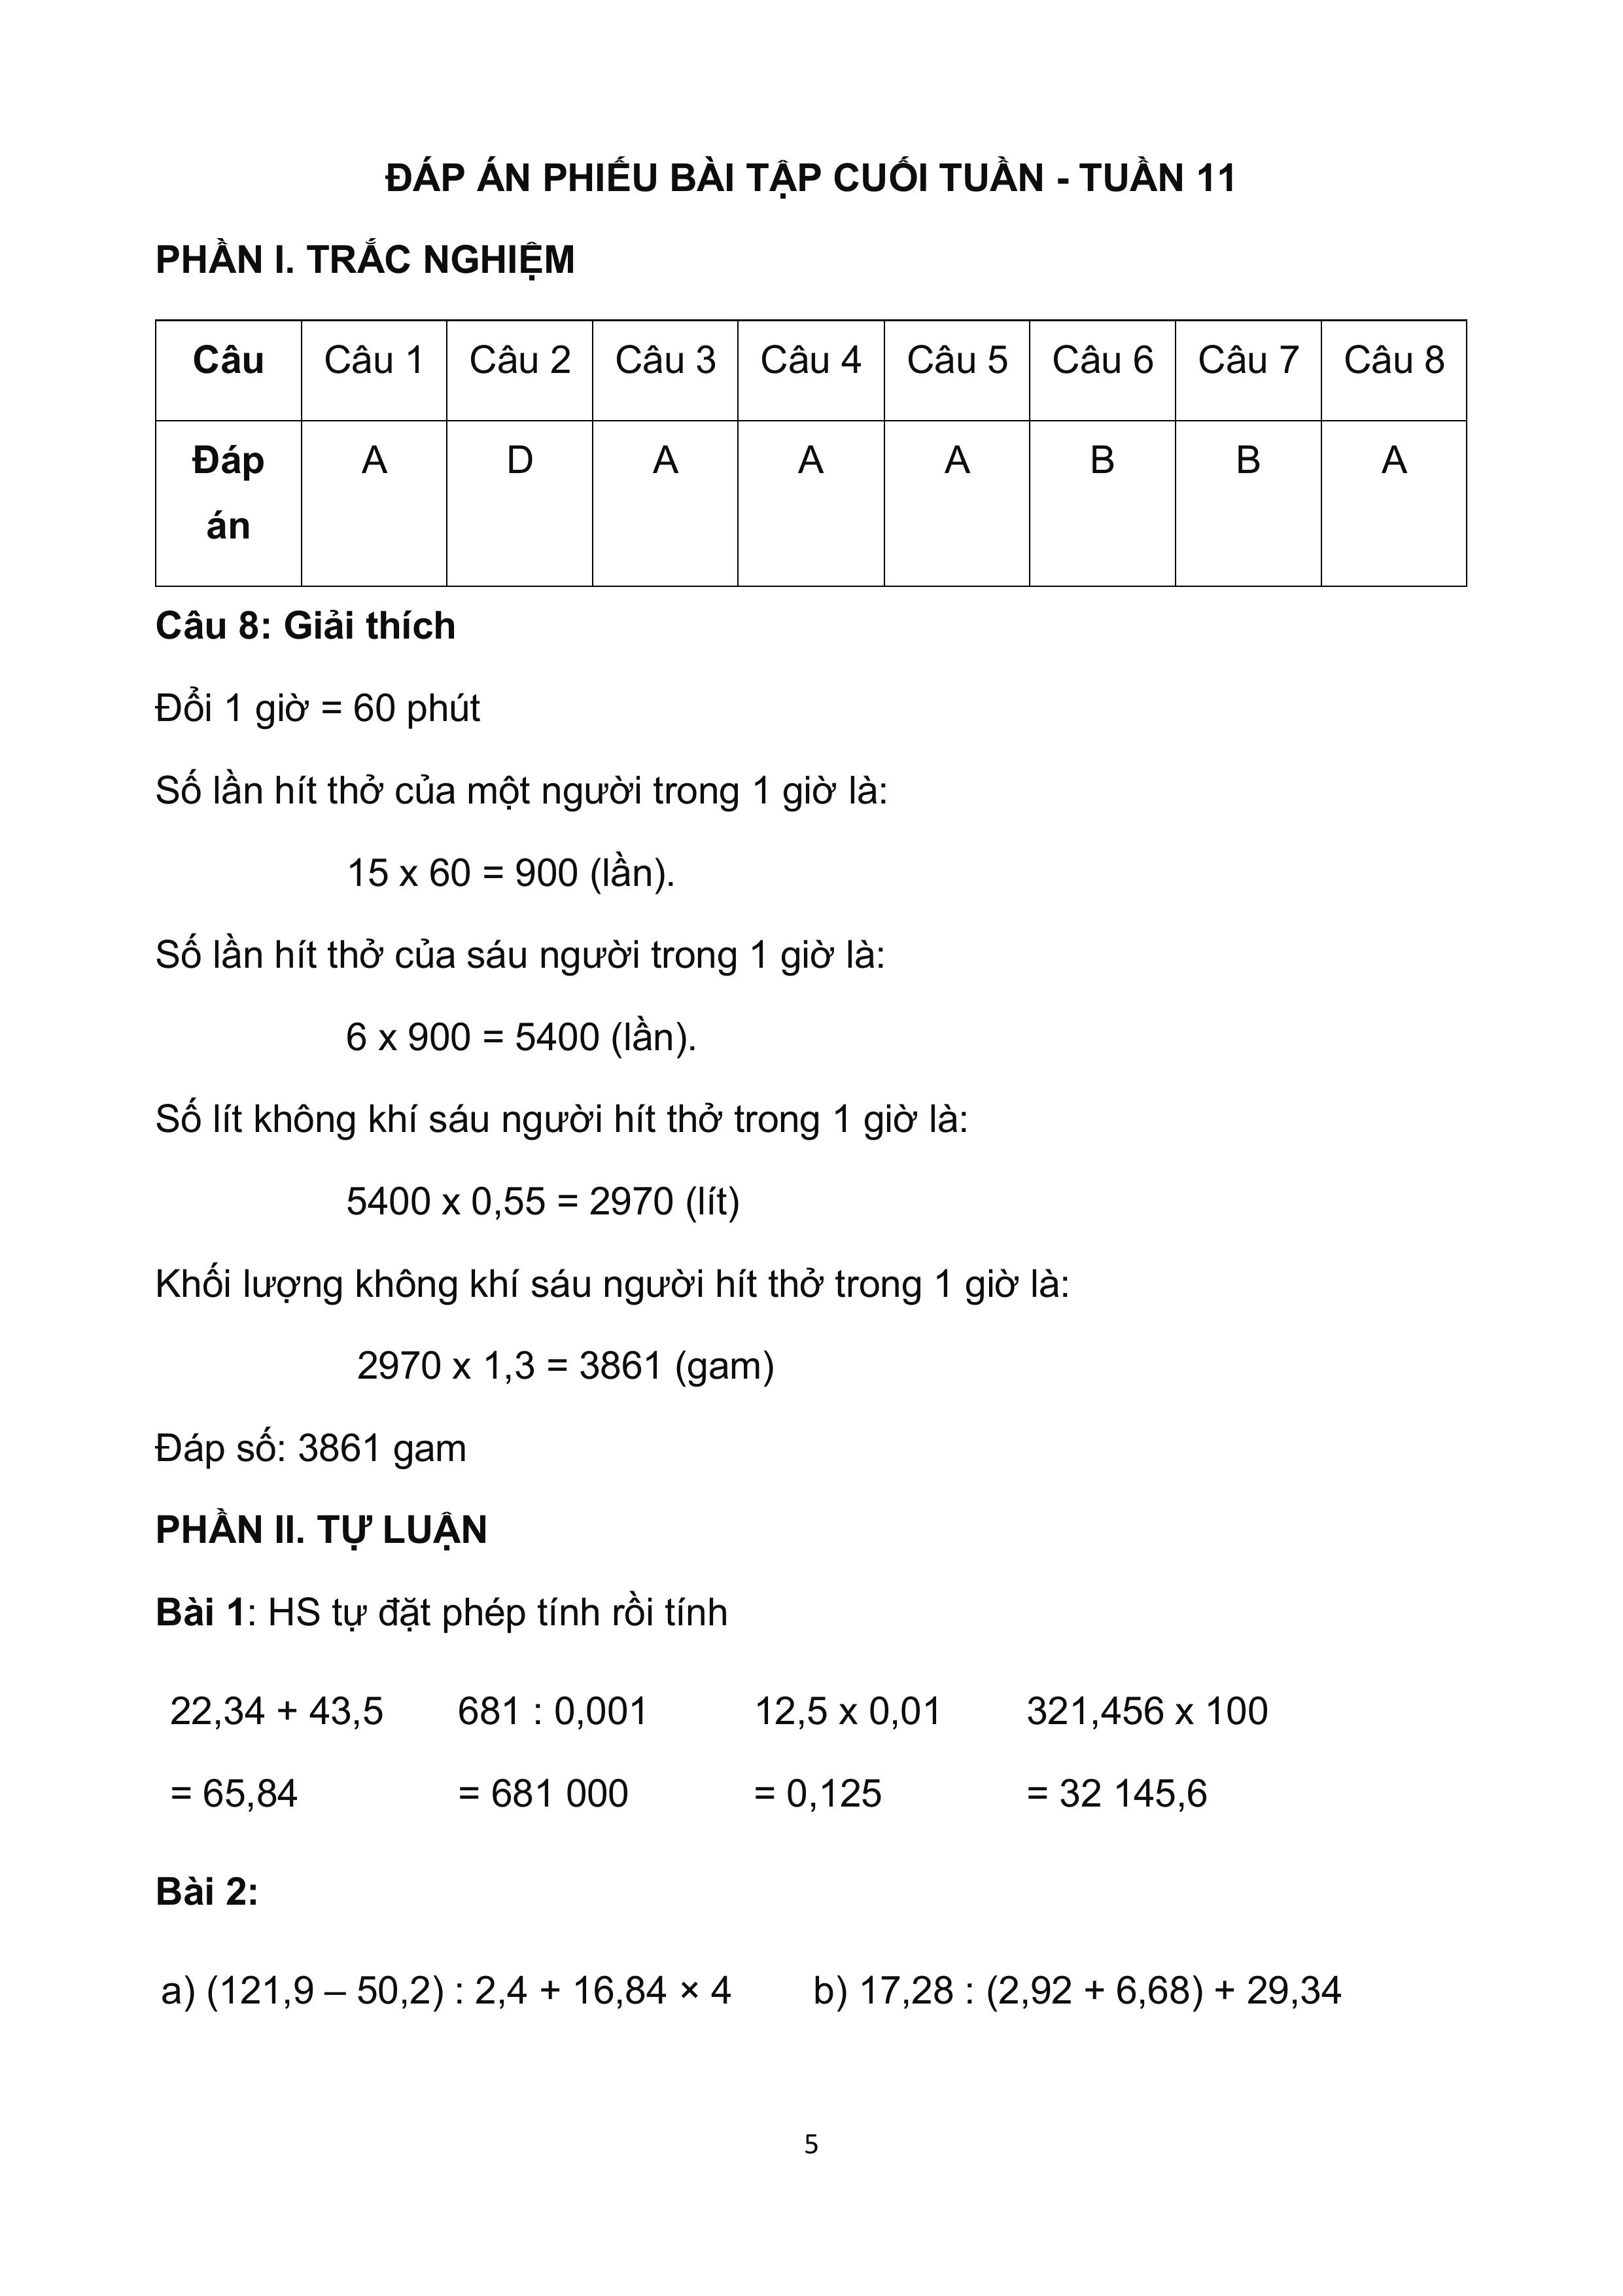 ĐÁP ÁN PHIẾU BÀI TẬP CUỐI TUẦN - TUẦN 11
PHẦN I. TRẮC NGHIỆM
Câu Câu 1 Câu 2 Câu 3 Câu 4 Câu 5 Câu 6 Câu 7 Câu 8
Đáp A D A A A B B A
án
Câu 8: Giải thích
Đổi 1 giờ = 60 phút
Số lần hít thở của một người trong 1 giờ là:
15 x 60 = 900 (lần).
Số lần hít thở của sáu người trong 1 giờ là:
6 x 900 = 5400 (lần).
Số lít không khí sáu người hít thở trong 1 giờ là:
5400 x 0,55 = 2970 (lít)
Khối lượng không khí sáu người hít thở trong 1 giờ là:
2970 x 1,3 = 3861 (gam)
Đáp số: 3861 gam
PHẦN II. TỰ LUẬN
Bài 1: HS tự đặt phép tính rồi tính
22,34 + 43,5 681 : 0,001 12,5 x 0,01 321,456 x 100
= 65,84 = 681 000 = 0,125 = 32 145,6
Bài 2:
a) (121,9 – 50,2) : 2,4 + 16,84 × 4 b) 17,28 : (2,92 + 6,68) + 29,34
5